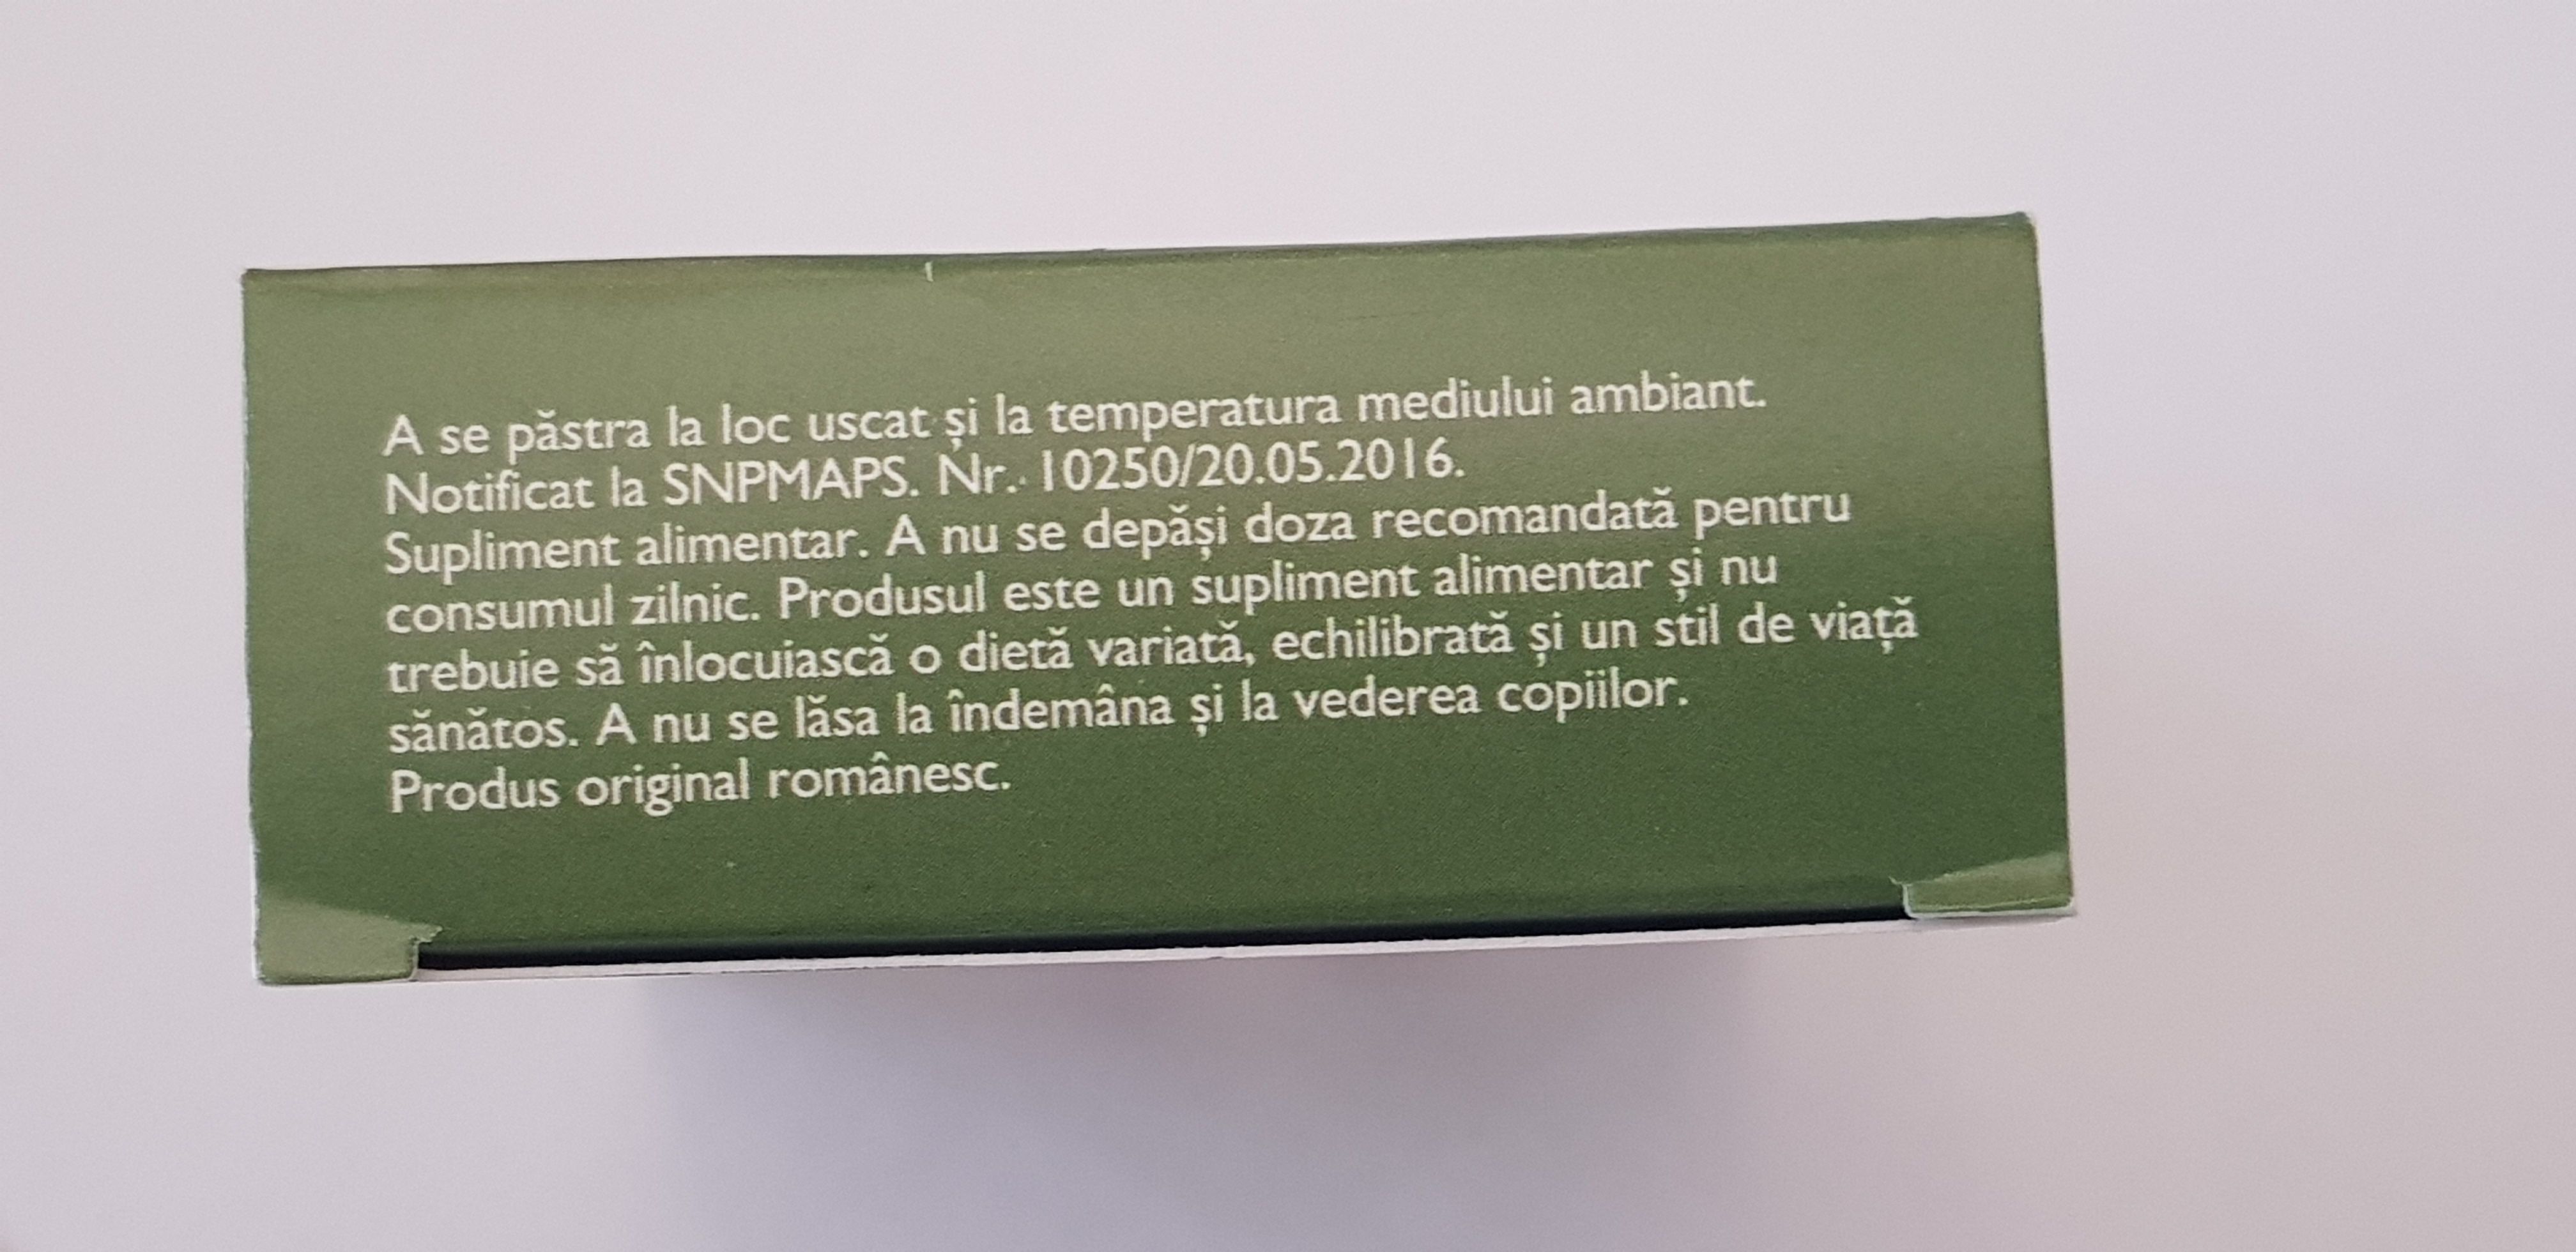 A se păstra la loc uscat și la temperatura mediului ambiant.
Notificat la SNPMAPS. Nr. 10250/20.05.2016.
Supliment alimentar. A nu se depăși doza recomandată pentru
consumul zilnic. Produsul este un supliment alimentar și nu
trebuie să înlocuiască o dietă variată, echilibrată și un stil de viață
sănătos. A nu se lăsa la îndemâna și la vederea copiilor.
Produs original românesc.